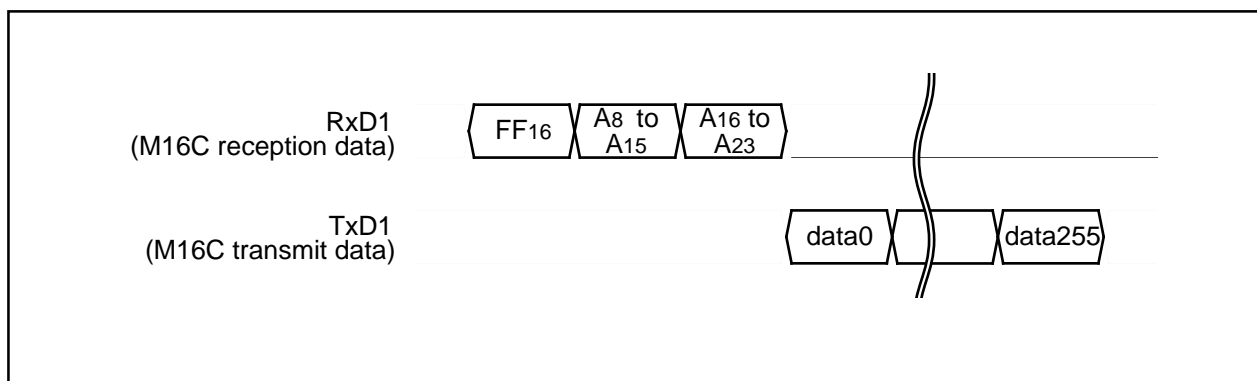 RxD1
(M16C reception data)
FF16
A8 to
A15
A16 to
A23
TxD1
(M16C transmit data)
data0
data255